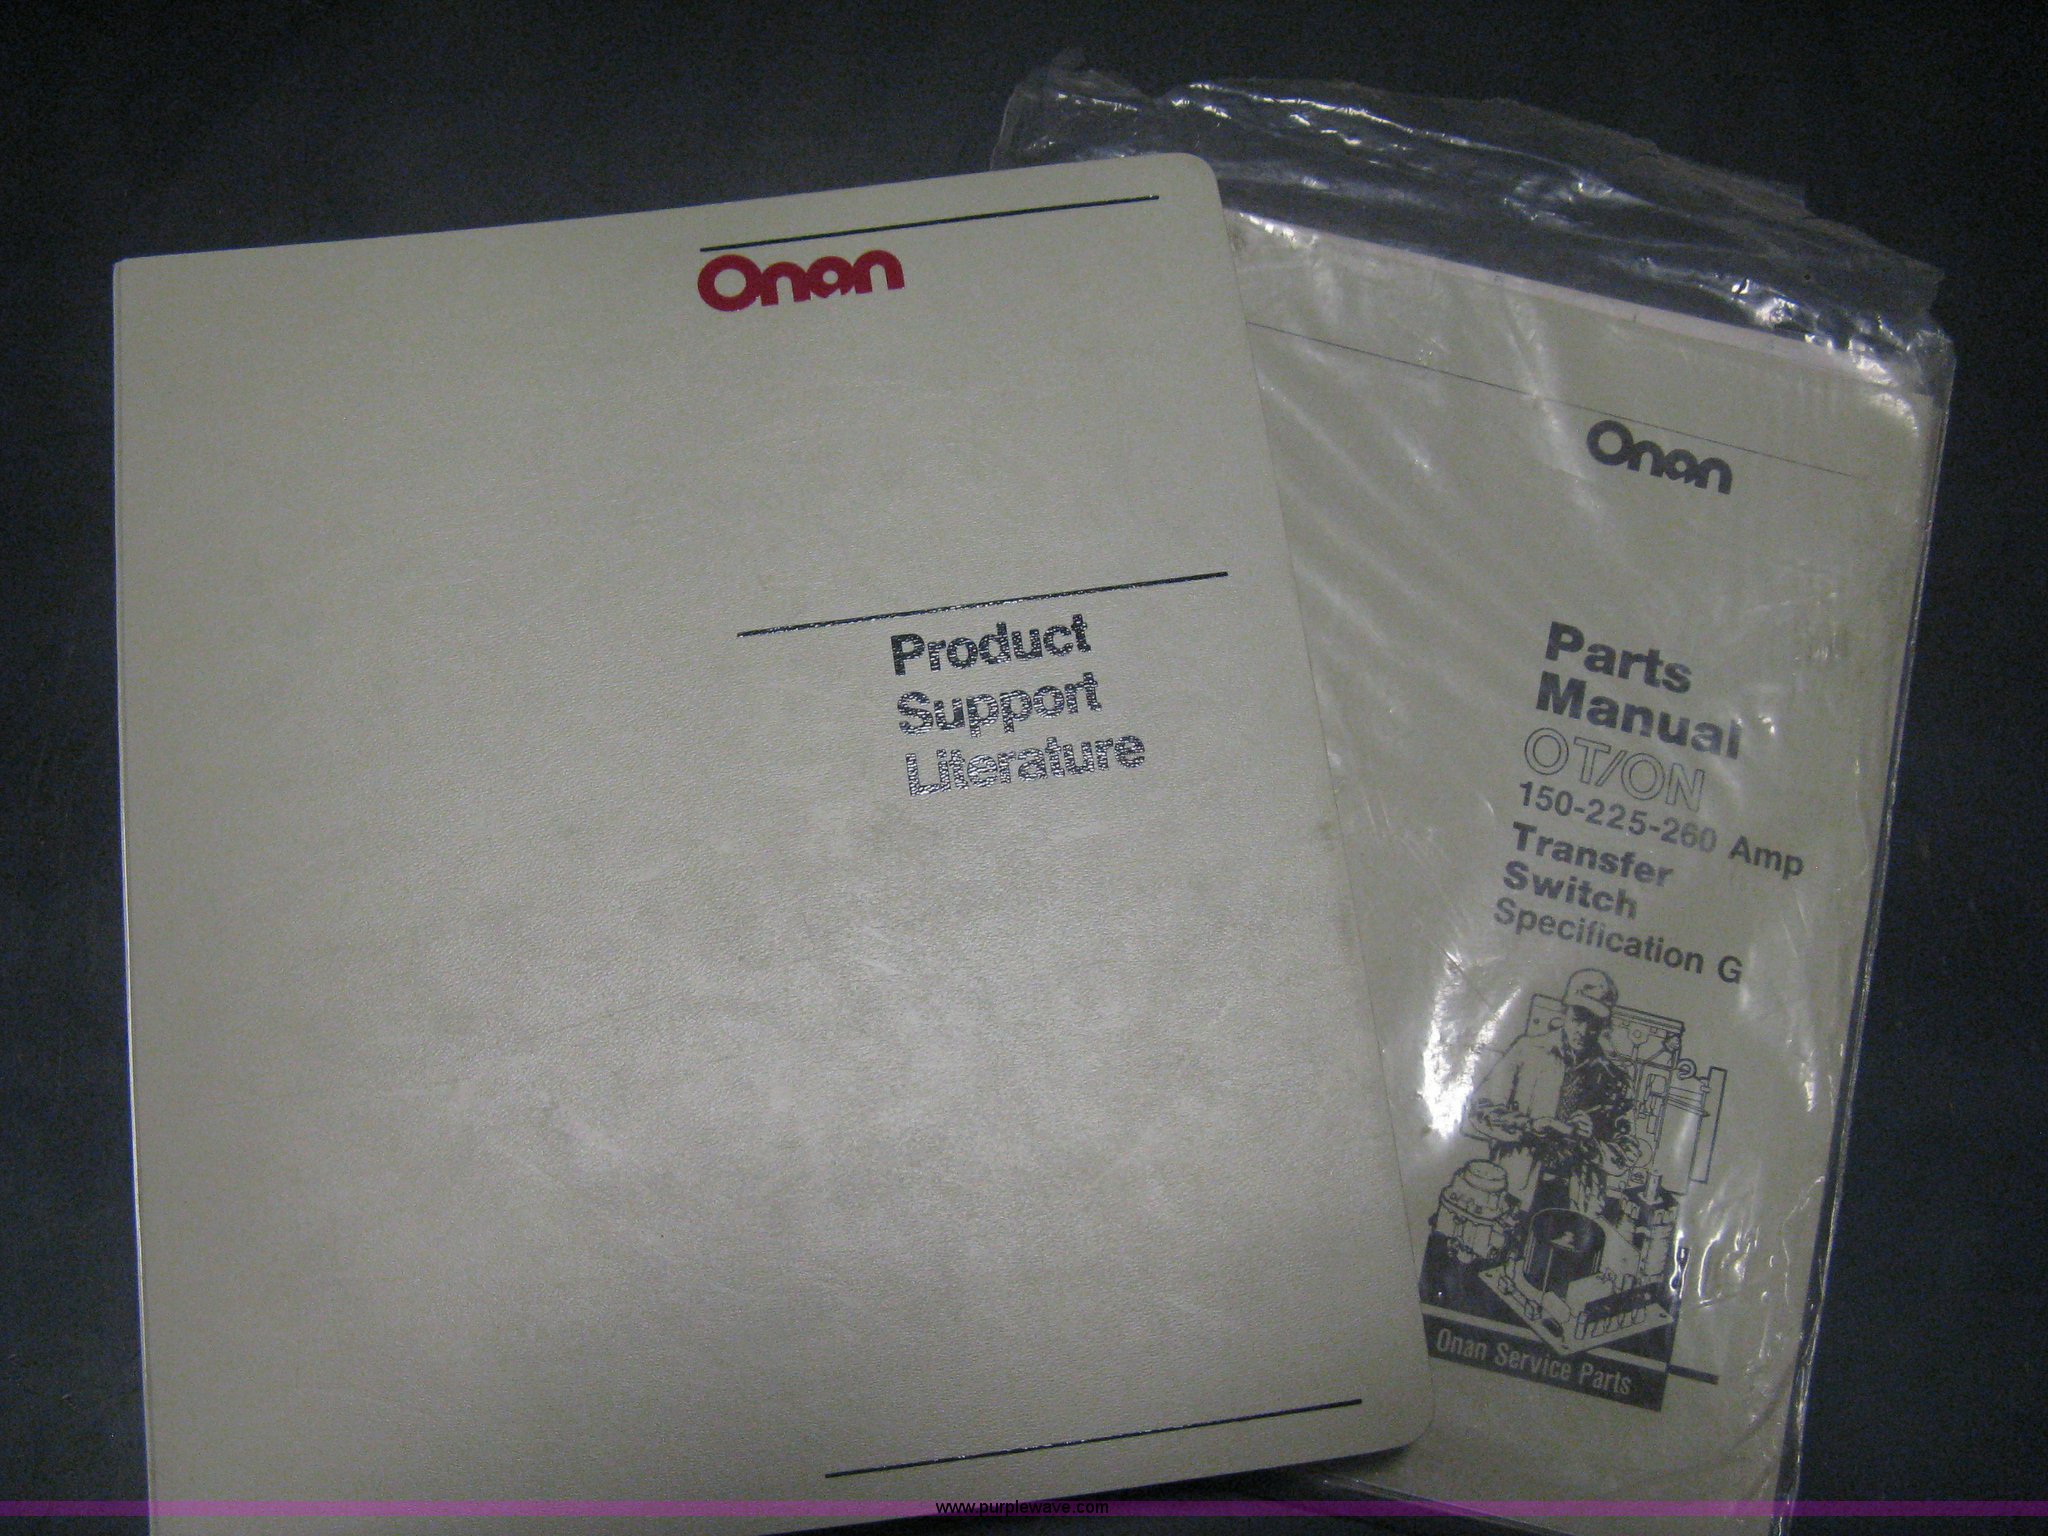 Onan
Product
Support
Literature
Onan
Parts
Manual
OT/ON
150-225-260 Amp
Transfer
Switch
Specification G
Onan Service Parts
www.purplewave.com